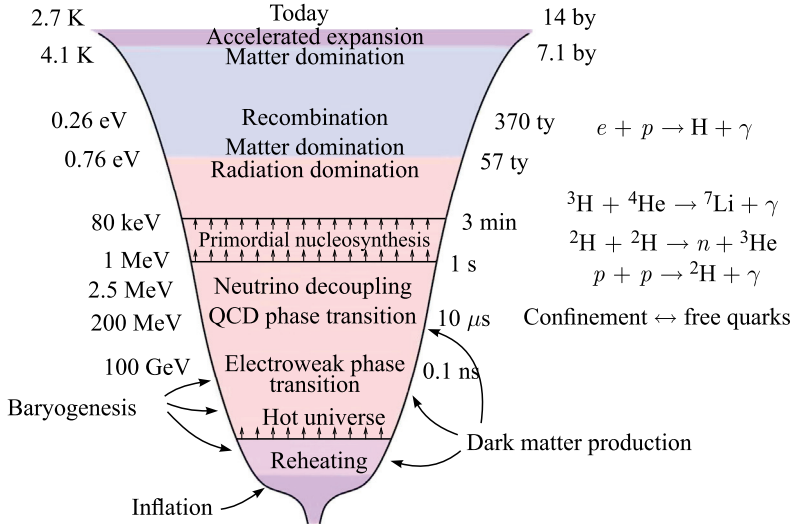 2.7 K Today 14 by
Accelerated expansion
4.1 K Matter domination 7.1 by
0.26 eV Recombination 370 ty e + p → H + γ
Matter domination
0.76 eV Radiation domination 57 ty
³H + ⁴He → ⁷Li + γ
80 keV 3 min
Primordial nucleosynthesis ²H + ²H → n + ³He
1 MeV 1 s p + p → ²H + γ
2.5 MeV Neutrino decoupling
200 MeV QCD phase transition 10 μs Confinement ↔ free quarks
100 GeV Electroweak phase 0.1 ns
transition
Baryogenesis Hot universe
Dark matter production
Reheating
Inflation